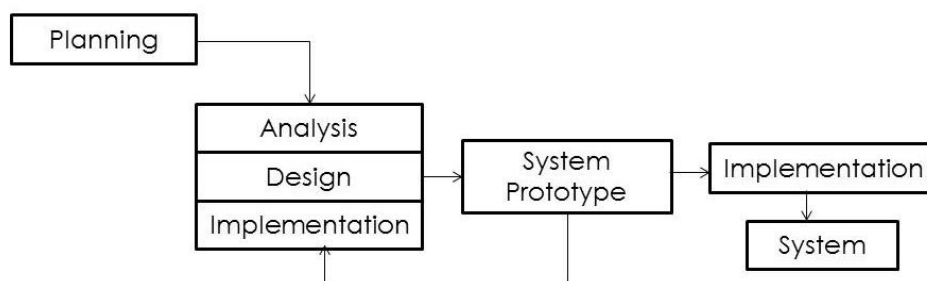 Planning
Analysis
Design
Implementation
System
Prototype
Implementation
System